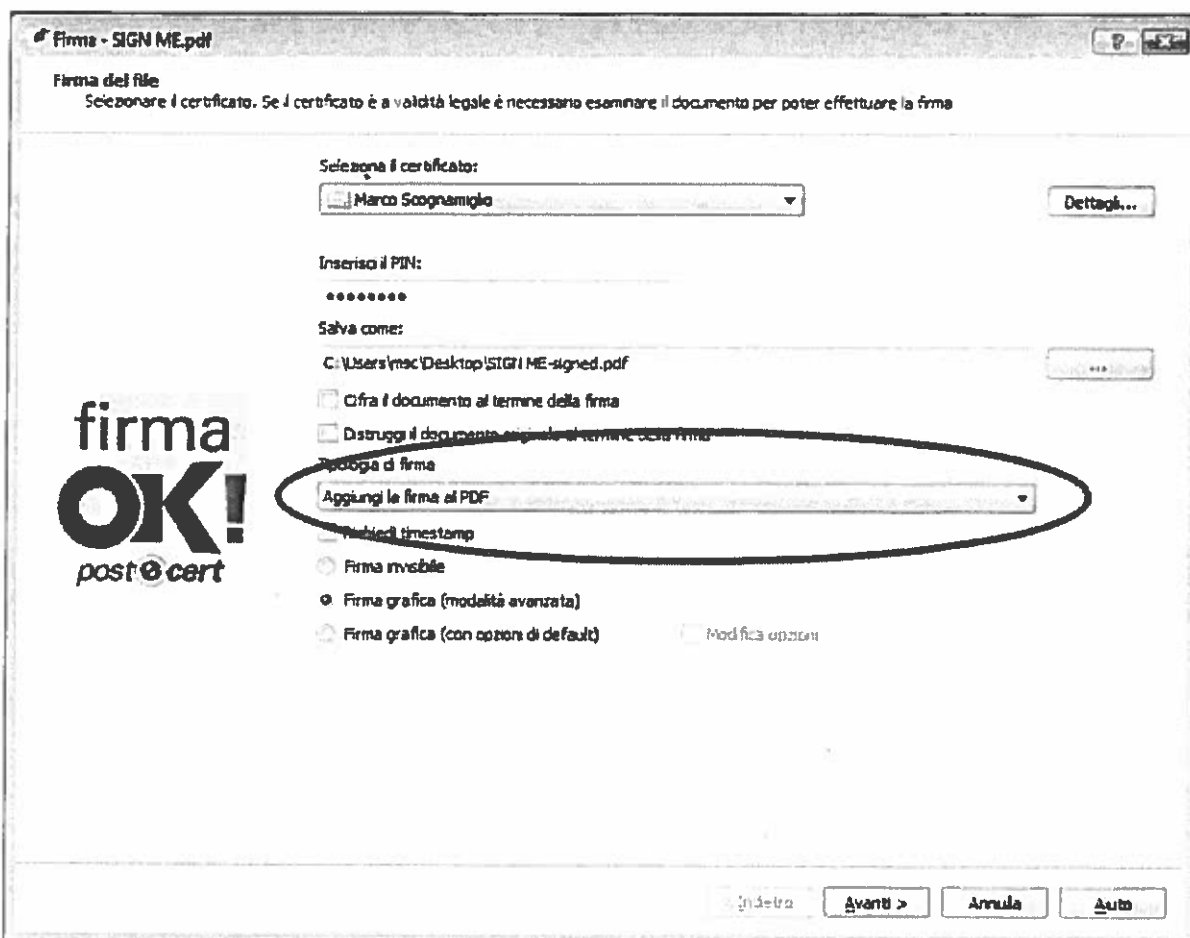 Firma - SIGN ME.pdf
Firma del file
Selezionare il certificato. Se il certificato è a validità legale è necessario esaminare il documento per poter effettuare la firma
Seleziona il certificato:
Marco Scognamiglio
Dettagli...
Inserisci il PIN:
Salva come:
C:\Users\msc\Desktop\SIGN ME-signed.pdf
...
Cifra il documento al termine della firma
Distruggi il documento originale al termine della firma
Tipologia di firma
Aggiungi la firma al PDF
Richiedi timestamp
Firma invisibile
Firma grafica (modalità avanzata)
Firma grafica (con opzioni di default)
Modifica opzioni
firma
OK!
postecert
< Indietro
Avanti >
Annulla
Aiuto